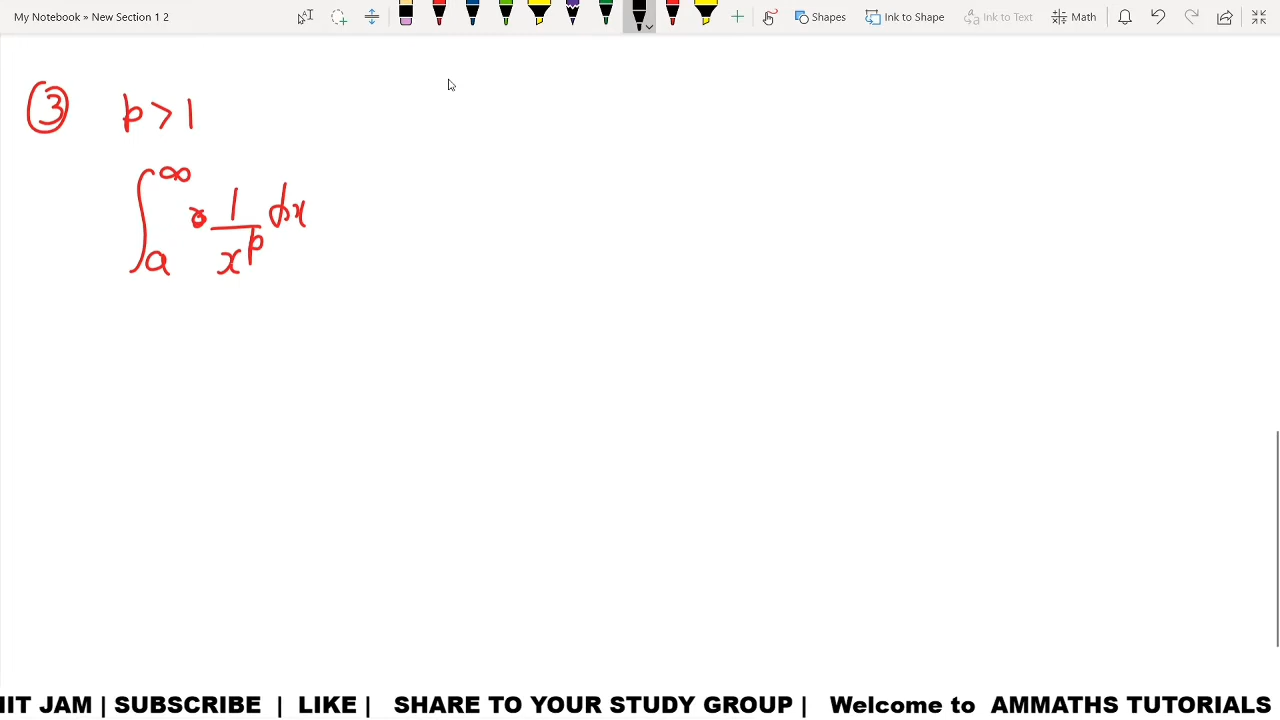 My Notebook » New Section 1 2 Shapes Ink to Shape Ink to Text Math
③ p > 1
∫_a^∞ 1/x^p dx
IIT JAM | SUBSCRIBE | LIKE | SHARE TO YOUR STUDY GROUP | Welcome to AMMATHS TUTORIALS